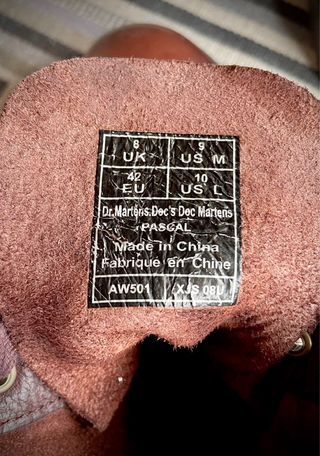 8 UK 9 US M
42 EU 10 US L
Dr.Martens.Doc's Doc Martens
PASCAL
Made in China
Fabriqué en Chine
AW501 XJS 08U